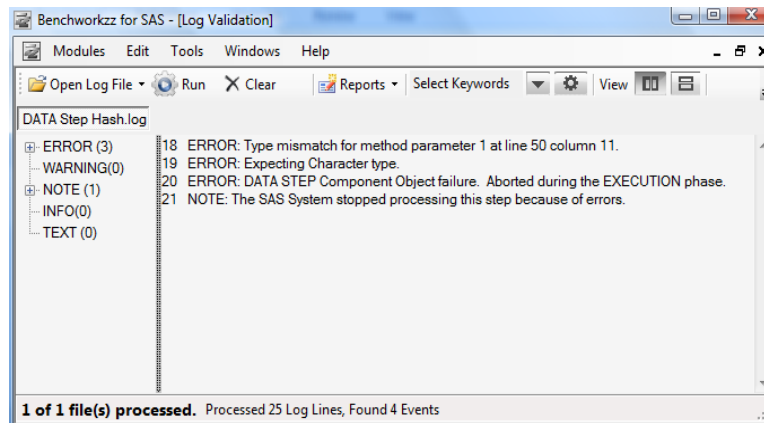 Benchworkzz for SAS - [Log Validation]
Modules Edit Tools Windows Help
Open Log File Run Clear Reports Select Keywords View
DATA Step Hash.log
ERROR (3)
WARNING(0)
NOTE (1)
INFO(0)
TEXT (0)
18 ERROR: Type mismatch for method parameter 1 at line 50 column 11.
19 ERROR: Expecting Character type.
20 ERROR: DATA STEP Component Object failure. Aborted during the EXECUTION phase.
21 NOTE: The SAS System stopped processing this step because of errors.
1 of 1 file(s) processed. Processed 25 Log Lines, Found 4 Events